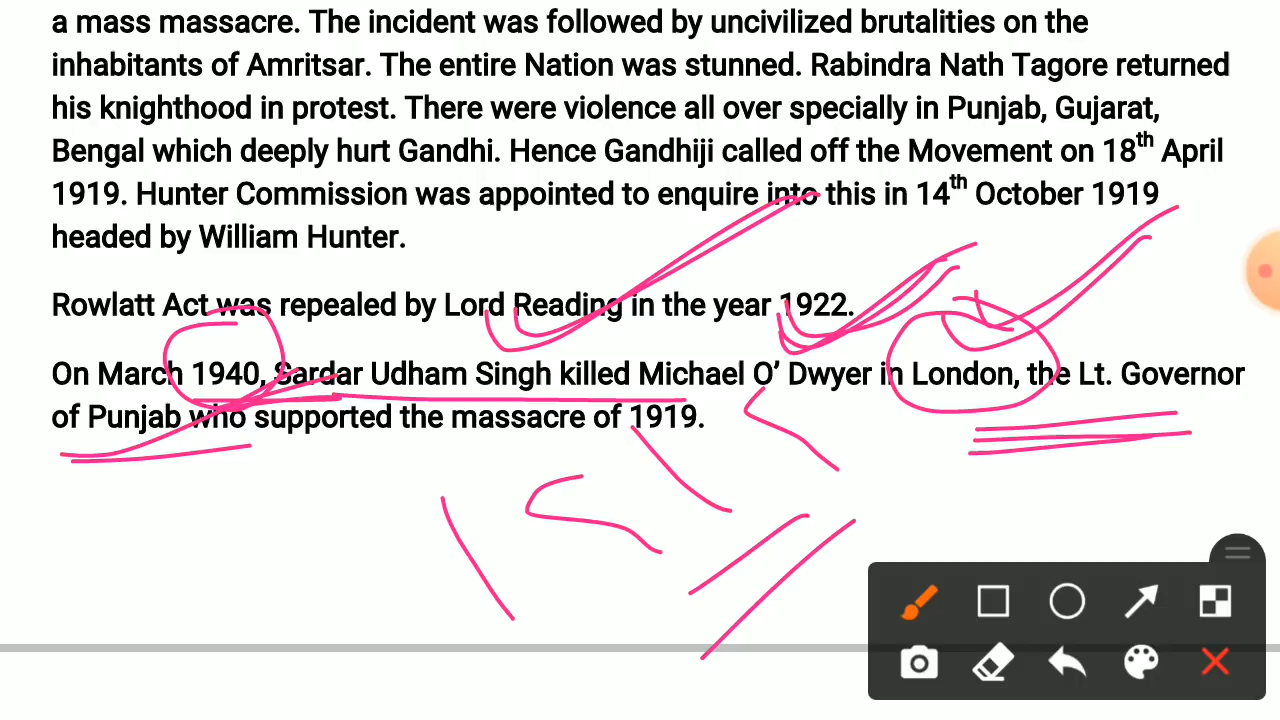 a mass massacre. The incident was followed by uncivilized brutalities on the
inhabitants of Amritsar. The entire Nation was stunned. Rabindra Nath Tagore returned
his knighthood in protest. There were violence all over specially in Punjab, Gujarat,
Bengal which deeply hurt Gandhi. Hence Gandhiji called off the Movement on 18th April
1919. Hunter Commission was appointed to enquire into this in 14th October 1919
headed by William Hunter.
Rowlatt Act was repealed by Lord Reading in the year 1922.
On March 1940, Sardar Udham Singh killed Michael O’ Dwyer in London, the Lt. Governor
of Punjab who supported the massacre of 1919.